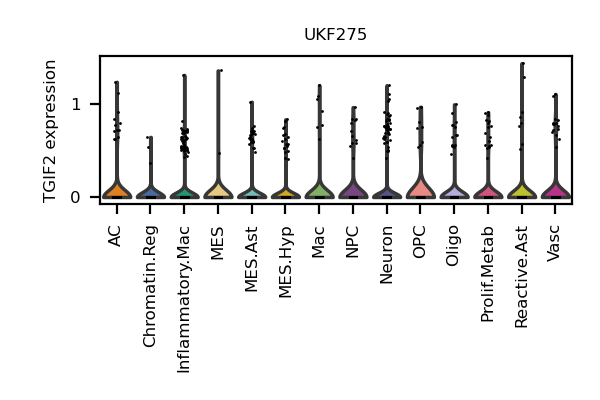 UKF275
TGIF2 expression
1
0
AC
Chromatin.Reg
Inflammatory.Mac
MES
MES.Ast
MES.Hyp
Mac
NPC
Neuron
OPC
Oligo
Prolif.Metab
Reactive.Ast
Vasc